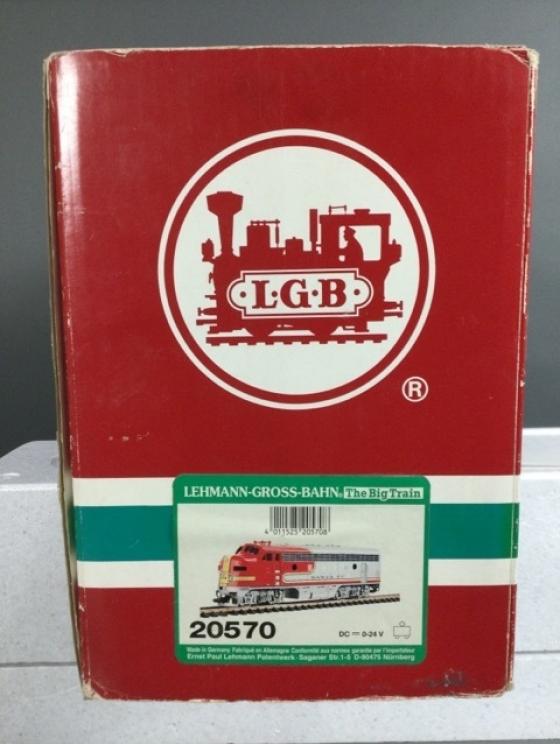 L·G·B
®
LEHMANN-GROSS-BAHN® The Big Train
4 011525 205708
SANTA FE
20570
DC 0-24 V
Made in Germany Fabriqué en Allemagne Conformité aux normes garantie par l'importateur
Ernst Paul Lehmann Patentwerk · Saganer Str.1-5 D-90475 Nürnberg